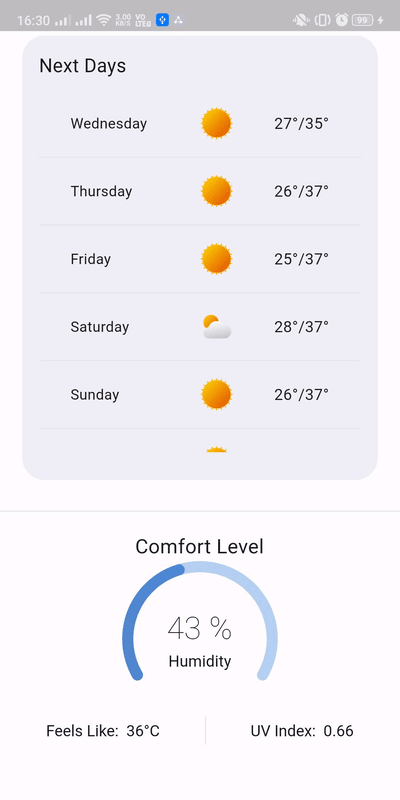 16:30 3.00 KB/S VO LTE 99
Next Days
Wednesday 27°/35°
Thursday 26°/37°
Friday 25°/37°
Saturday 28°/37°
Sunday 26°/37°
Comfort Level
43 %
Humidity
Feels Like: 36°C UV Index: 0.66